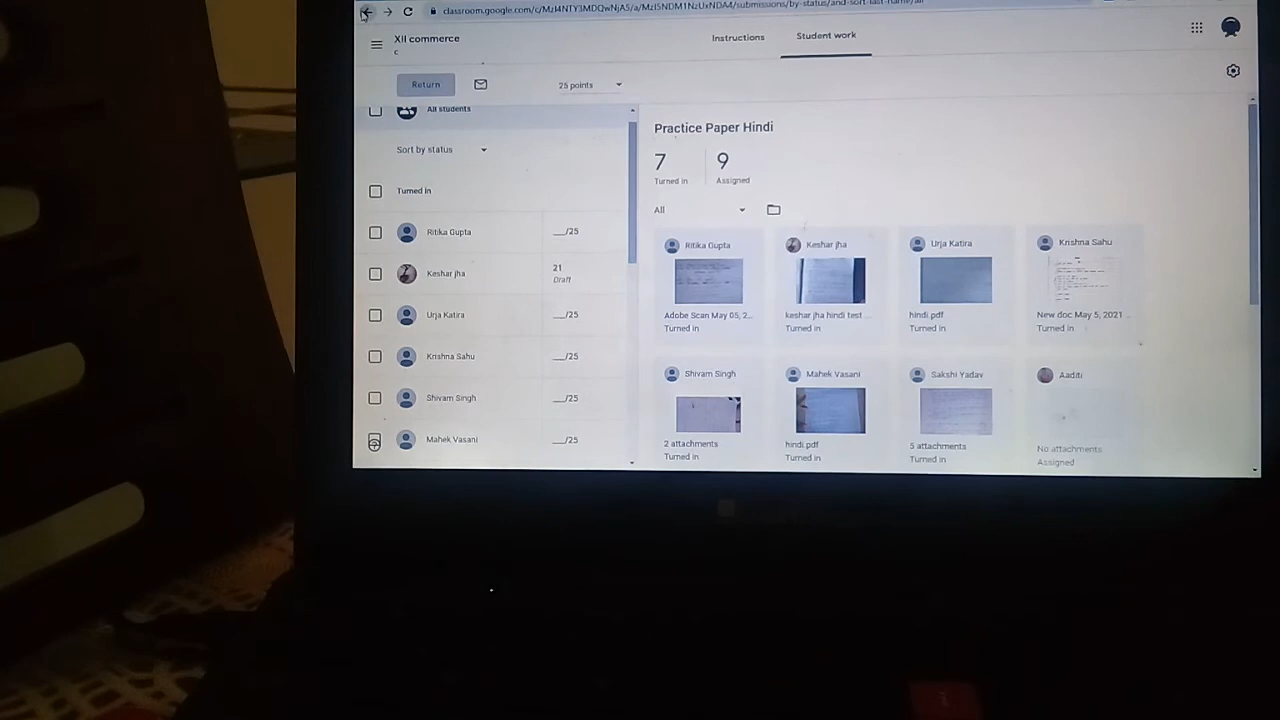 XII commerce
c
Instructions
Student work
Return
25 points
All students
Sort by status
Turned in
Ritika Gupta
__/25
Keshar jha
21
Draft
Urja Katira
__/25
Krishna Sahu
__/25
Shivam Singh
__/25
Mahek Vasani
__/25
Practice Paper Hindi
7
Turned in
9
Assigned
All
Ritika Gupta
Adobe Scan May 05, 2...
Turned in
Keshar jha
keshar jha hindi test ...
Turned in
Urja Katira
hindi.pdf
Turned in
Krishna Sahu
New doc May 5, 2021 ...
Turned in
Shivam Singh
2 attachments
Turned in
Mahek Vasani
hindi.pdf
Turned in
Sakshi Yadav
5 attachments
Turned in
Aaditi
No attachments
Assigned